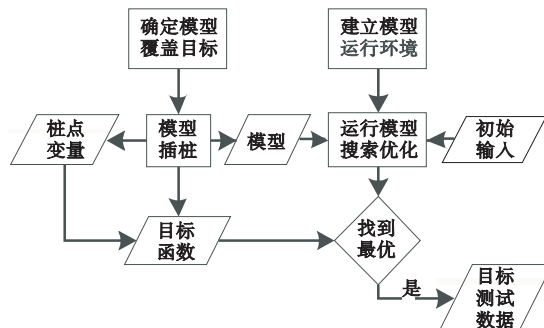 确定模型
覆盖目标
建立模型
运行环境
桩点
变量
模型
插桩
模型
运行模型
搜索优化
初始
输入
目标
函数
找到
最优
是
目标
测试
数据